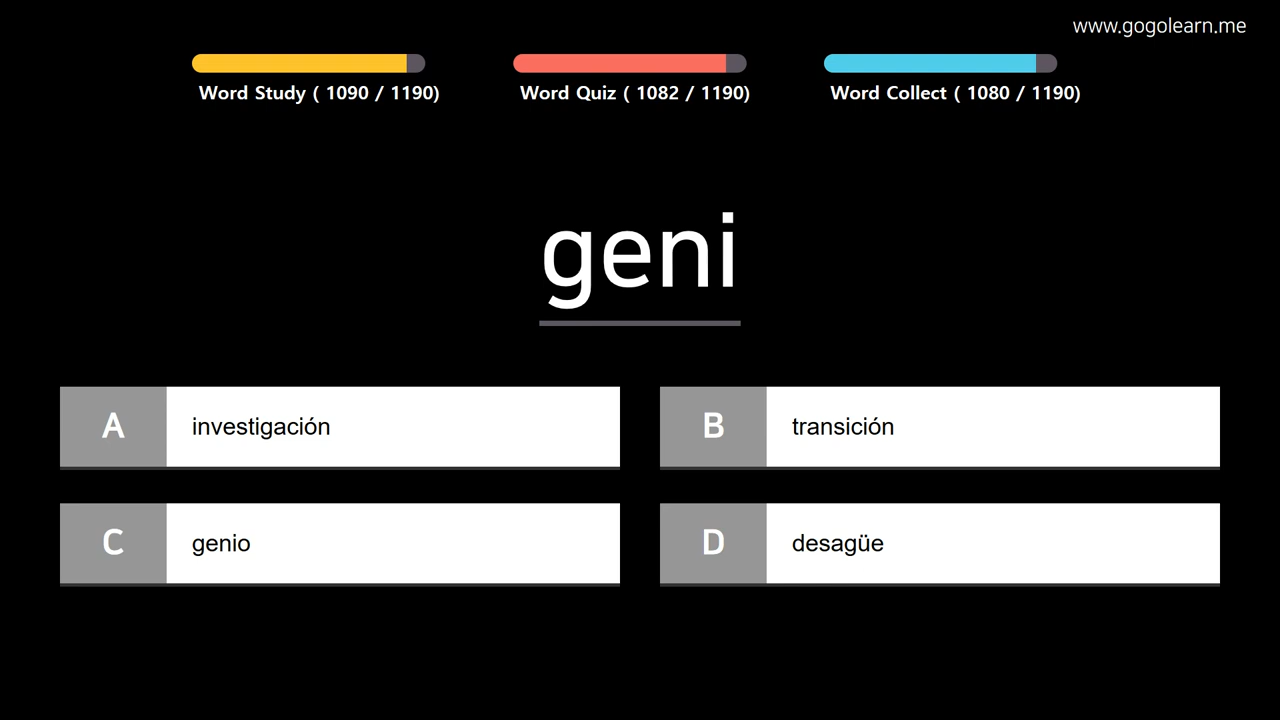 www.gogolearn.me
Word Study ( 1090 / 1190)
Word Quiz ( 1082 / 1190)
Word Collect ( 1080 / 1190)
geni
A investigación
B transición
C genio
D desagüe